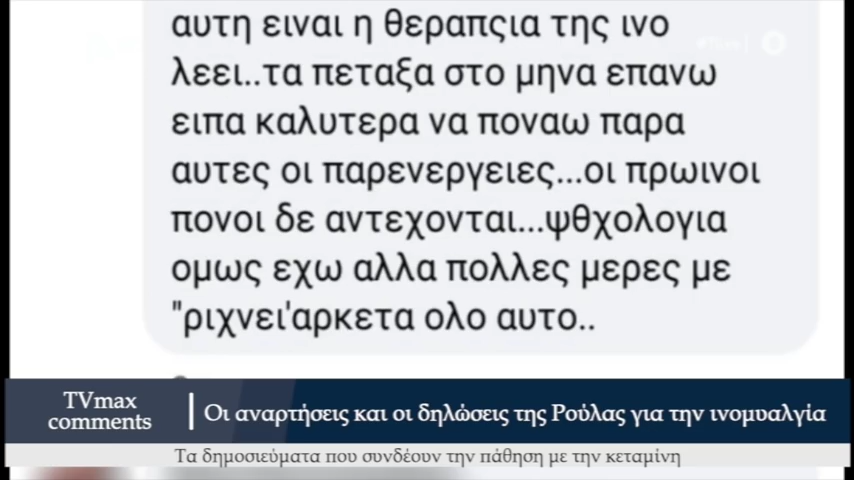 αυτη ειναι η θεραπςια της ινο
λεει..τα πεταξα στο μηνα επανω
ειπα καλυτερα να ποναω παρα
αυτες οι παρενεργειες...οι πρωινοι
πονοι δε αντεχονται...ψθχολογια
ομως εχω αλλα πολλες μερες με
"ριχνει'αρκετα ολο αυτο..
TVmax
comments
Οι αναρτήσεις και οι δηλώσεις της Ρούλας για την ινομυαλγία
Τα δημοσιεύματα που συνδέουν την πάθηση με την κεταμίνη